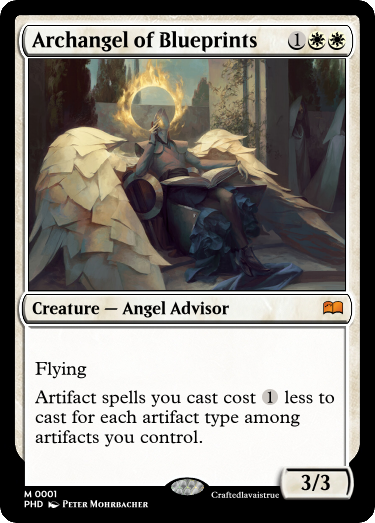 Archangel of Blueprints 1
Creature — Angel Advisor
Flying
Artifact spells you cast cost 1 less to
cast for each artifact type among
artifacts you control.
3/3
M 0001
PHD Peter Mohrbacher
Craftedlavaistrue